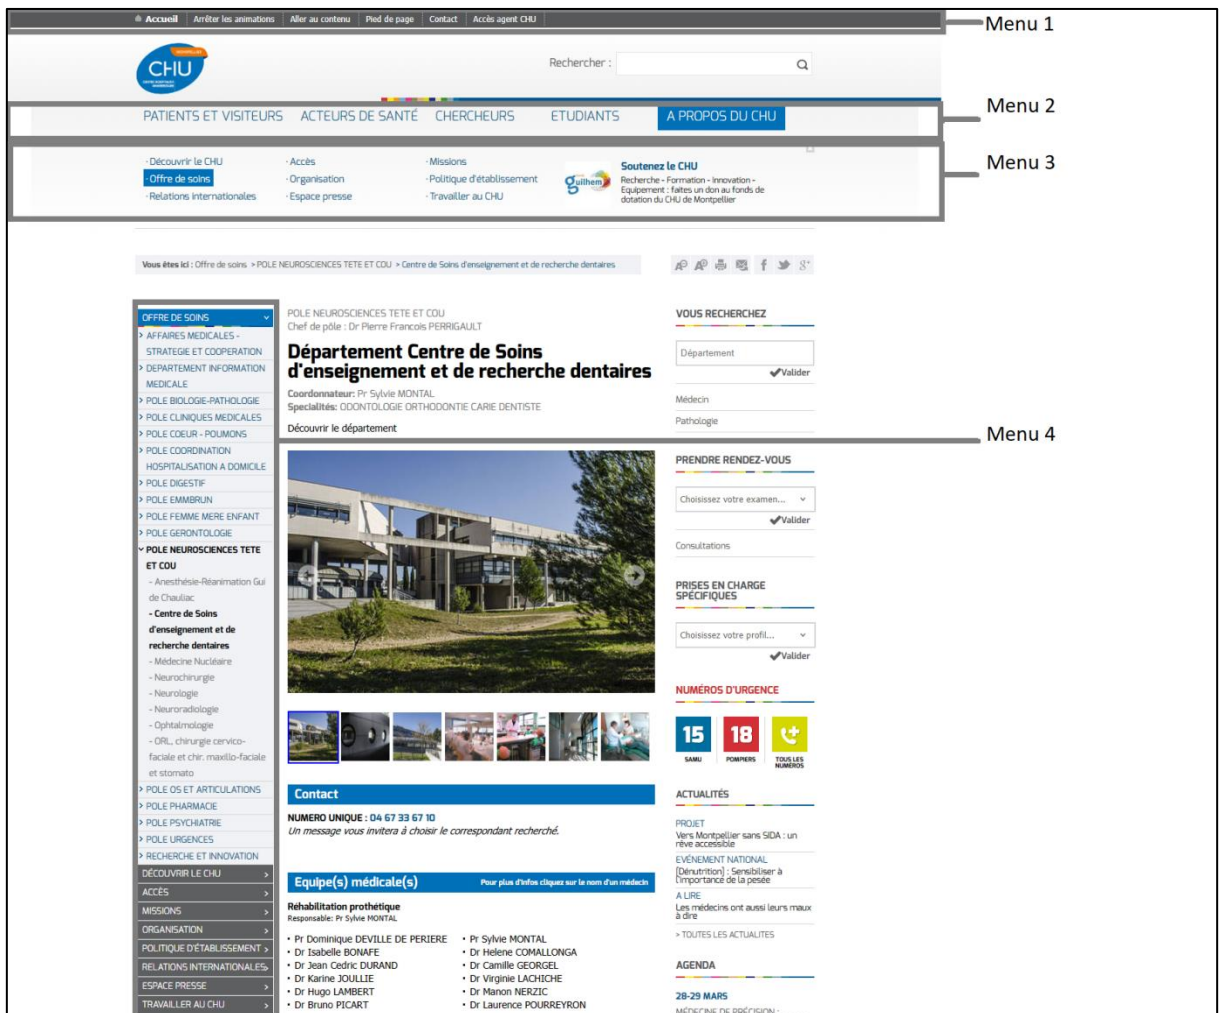 Accueil Arrêter les animations Aller au contenu Pied de page Contact Accès agent CHU
Menu 1
CHU
Rechercher :
PATIENTS ET VISITEURS ACTEURS DE SANTÉ CHERCHEURS ETUDIANTS A PROPOS DU CHU
Menu 2
· Découvrir le CHU
· Offre de soins
· Relations internationales
· Accès
· Organisation
· Espace presse
· Missions
· Politique d'établissement
· Travailler au CHU
guilhem
Soutenez le CHU
Recherche - Formation - Innovation -
Equipement : faites un don au fonds de
dotation du CHU de Montpellier
Menu 3
Vous êtes ici : Offre de soins > POLE NEUROSCIENCES TETE ET COU > Centre de Soins d'enseignement et de recherche dentaires
OFFRE DE SOINS
> AFFAIRES MEDICALES -
STRATEGIE ET COOPERATION
> DEPARTEMENT INFORMATION
MEDICALE
> POLE BIOLOGIE-PATHOLOGIE
> POLE CLINIQUES MEDICALES
> POLE COEUR - POUMONS
> POLE COORDINATION
HOSPITALISATION A DOMICILE
> POLE DIGESTIF
> POLE EMMBRUN
> POLE FEMME MERE ENFANT
> POLE GERONTOLOGIE
POLE NEUROSCIENCES TETE
ET COU
- Anesthésie-Réanimation Gui
de Chauliac
- Centre de Soins
d'enseignement et de
recherche dentaires
- Médecine Nucléaire
- Neurochirurgie
- Neurologie
- Neuroradiologie
- Ophtalmologie
- ORL, chirurgie cervico-
faciale et chir. maxillo-faciale
et stomato
> POLE OS ET ARTICULATIONS
> POLE PHARMACIE
> POLE PSYCHIATRIE
> POLE URGENCES
> RECHERCHE ET INNOVATION
DÉCOUVRIR LE CHU >
ACCÈS >
MISSIONS >
ORGANISATION >
POLITIQUE D'ÉTABLISSEMENT >
RELATIONS INTERNATIONALES >
ESPACE PRESSE >
TRAVAILLER AU CHU >
POLE NEUROSCIENCES TETE ET COU
Chef de pôle : Dr Pierre Francois PERRIGAULT
Département Centre de Soins
d'enseignement et de recherche dentaires
Coordonnateur: Pr Sylvie MONTAL
Specialités: ODONTOLOGIE ORTHODONTIE CARIE DENTISTE
Découvrir le département
Menu 4
Contact
NUMERO UNIQUE : 04 67 33 67 10
Un message vous invitera à choisir le correspondant recherché.
Equipe(s) médicale(s) Pour plus d'infos cliquez sur le nom d'un médecin
Réhabilitation prothétique
Responsable: Pr Sylvie MONTAL
• Pr Dominique DEVILLE DE PERIERE
• Dr Isabelle BONAFE
• Dr Jean Cedric DURAND
• Dr Karine JOULLIE
• Dr Hugo LAMBERT
• Dr Bruno PICART
• Pr Sylvie MONTAL
• Dr Helene COMALLONGA
• Dr Camille GEORGEL
• Dr Virginie LACHICHE
• Dr Manon NERZIC
• Dr Laurence POURREYRON
VOUS RECHERCHEZ
Département
Valider
Médecin
Pathologie
PRENDRE RENDEZ-VOUS
Choisissez votre examen...
Valider
Consultations
PRISES EN CHARGE
SPÉCIFIQUES
Choisissez votre profil...
Valider
NUMÉROS D'URGENCE
15 18
SAMU POMPIERS TOUS LES
NUMÉROS
ACTUALITÉS
PROJET
Vers Montpellier sans SIDA : un
rêve accessible
EVÉNEMENT NATIONAL
[Dénutrition] : Sensibiliser à
l'importance de la pesée
A LIRE
Les médecins ont aussi leurs maux
à dire
> TOUTES LES ACTUALITES
AGENDA
28-29 MARS
MÉDECINE DE PRÉCISION :